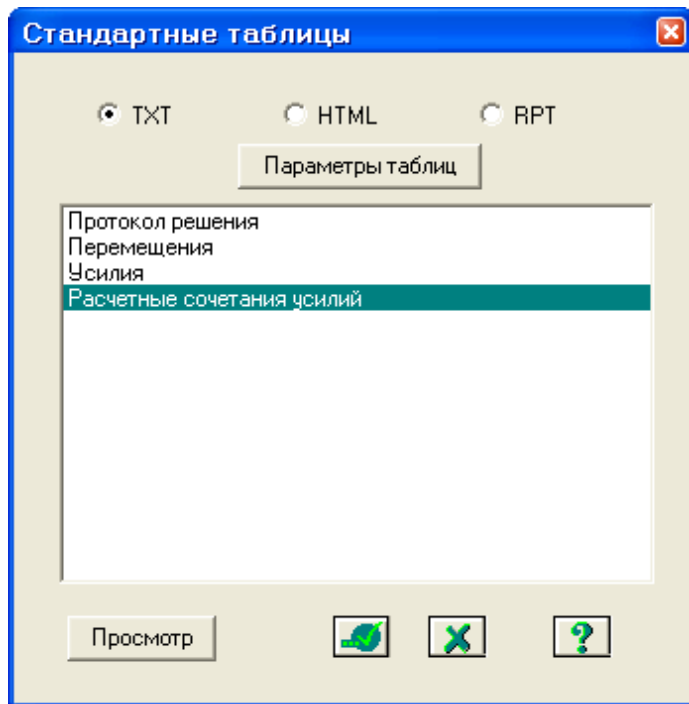 Стандартные таблицы
TXT HTML RPT
Параметры таблиц
Протокол решения
Перемещения
Усилия
Расчетные сочетания усилий
Просмотр
?